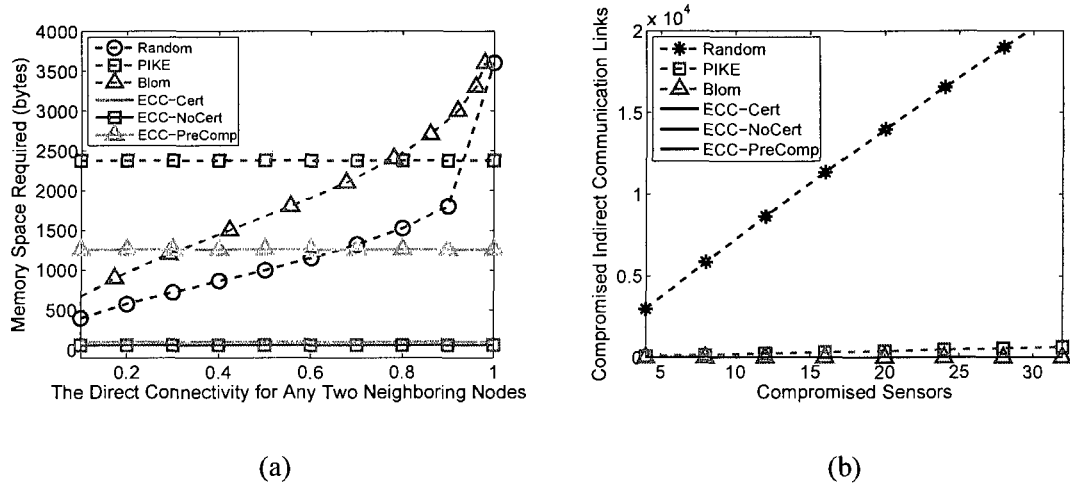 4000
3500
3000
2500
2000
1500
1000
500
0
Memory Space Required (bytes)
Random
PIKE
Blom
ECC-Cert
ECC-NoCert
ECC-PreComp
0.2 0.4 0.6 0.8 1
The Direct Connectivity for Any Two Neighboring Nodes
(a)
2 x 10^4
1.5
1
0.5
0
Compromised Indirect Communication Links
Random
PIKE
Blom
ECC-Cert
ECC-NoCert
ECC-PreComp
5 10 15 20 25 30
Compromised Sensors
(b)